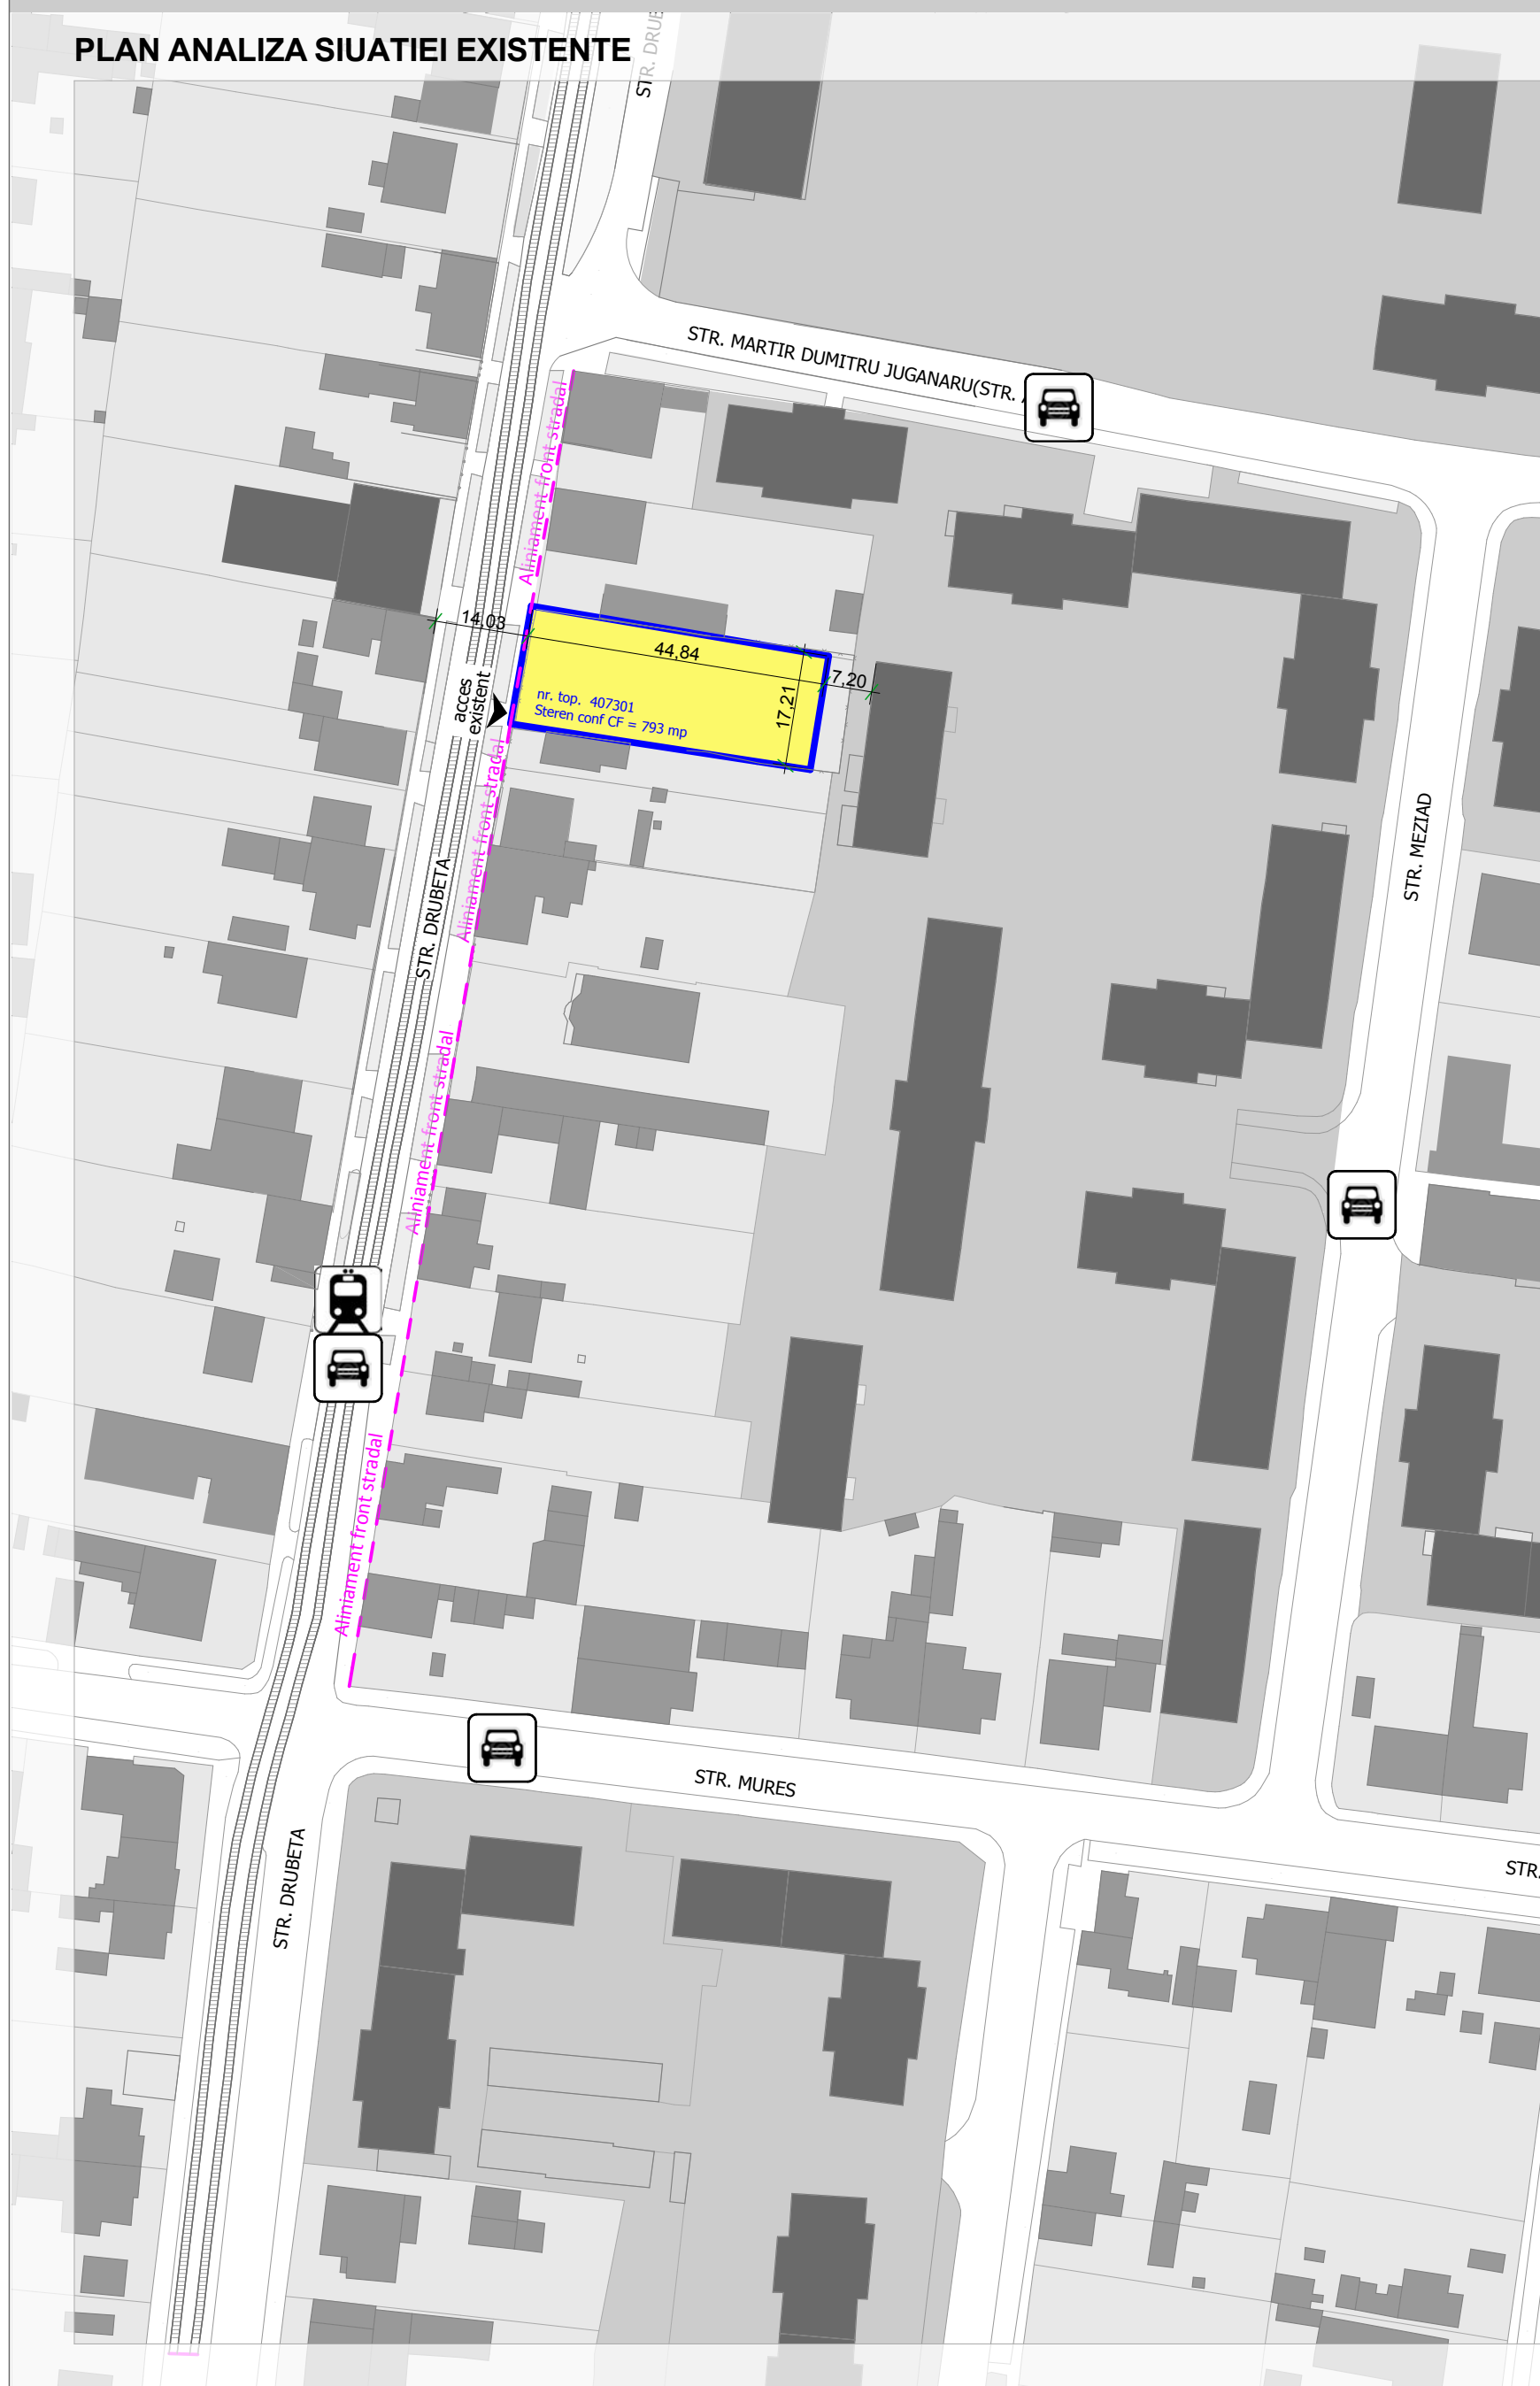 PLAN ANALIZA SIUATIEI EXISTENTE
STR. DRUB
STR. MARTIR DUMITRU JUGANARU(STR.
Aliniament front stradal
14,03
44,84
7,20
17,21
nr. top. 407301
Steren conf CF = 793 mp
acces
existent
Aliniament front stradal
STR. MEZIAD
STR. DRUBETA
Aliniament front stradal
Aliniament front stradal
STR. MURES
STR. DRUBETA
STR.